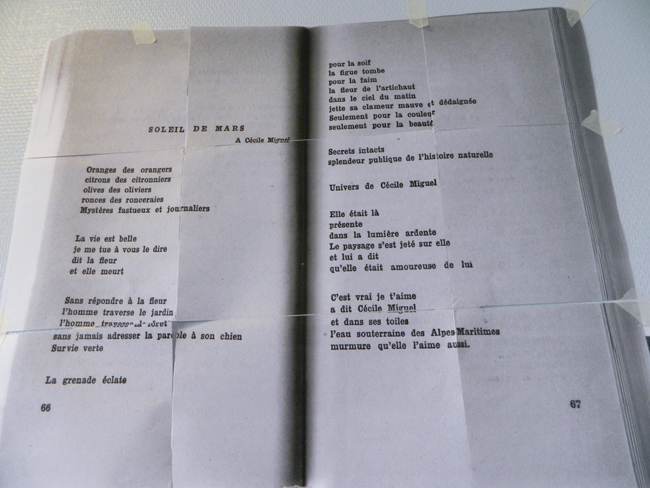 SOLEIL DE MARS
A Cécile Miguel
Oranges des orangers
citrons des citronniers
olives des oliviers
ronces des ronceraies
Mystères fastueux et journaliers
La vie est belle
je me tue à vous le dire
dit la fleur
et elle meurt
Sans répondre à la fleur
l'homme traverse le jardin
l'homme forêt
sans jamais adresser la parole à son chien
Survie verte
La grenade éclate
66
pour la soif
la figue tombe
pour la faim
la fleur de l'artichaut
dans le ciel du matin
jette sa clameur mauve et dédaignée
Seulement pour la couleur
seulement pour la beauté
Secrets intacts
splendeur publique de l'histoire naturelle
Univers de Cécile Miguel
Elle était là
présente
dans la lumière ardente
Le paysage s'est jeté sur elle
et lui a dit
qu'elle était amoureuse de lui
C'est vrai je t'aime
a dit Cécile Miguel
et dans ses toiles
l'eau souterraine des Alpes Maritimes
murmure qu'elle l'aime aussi.
67